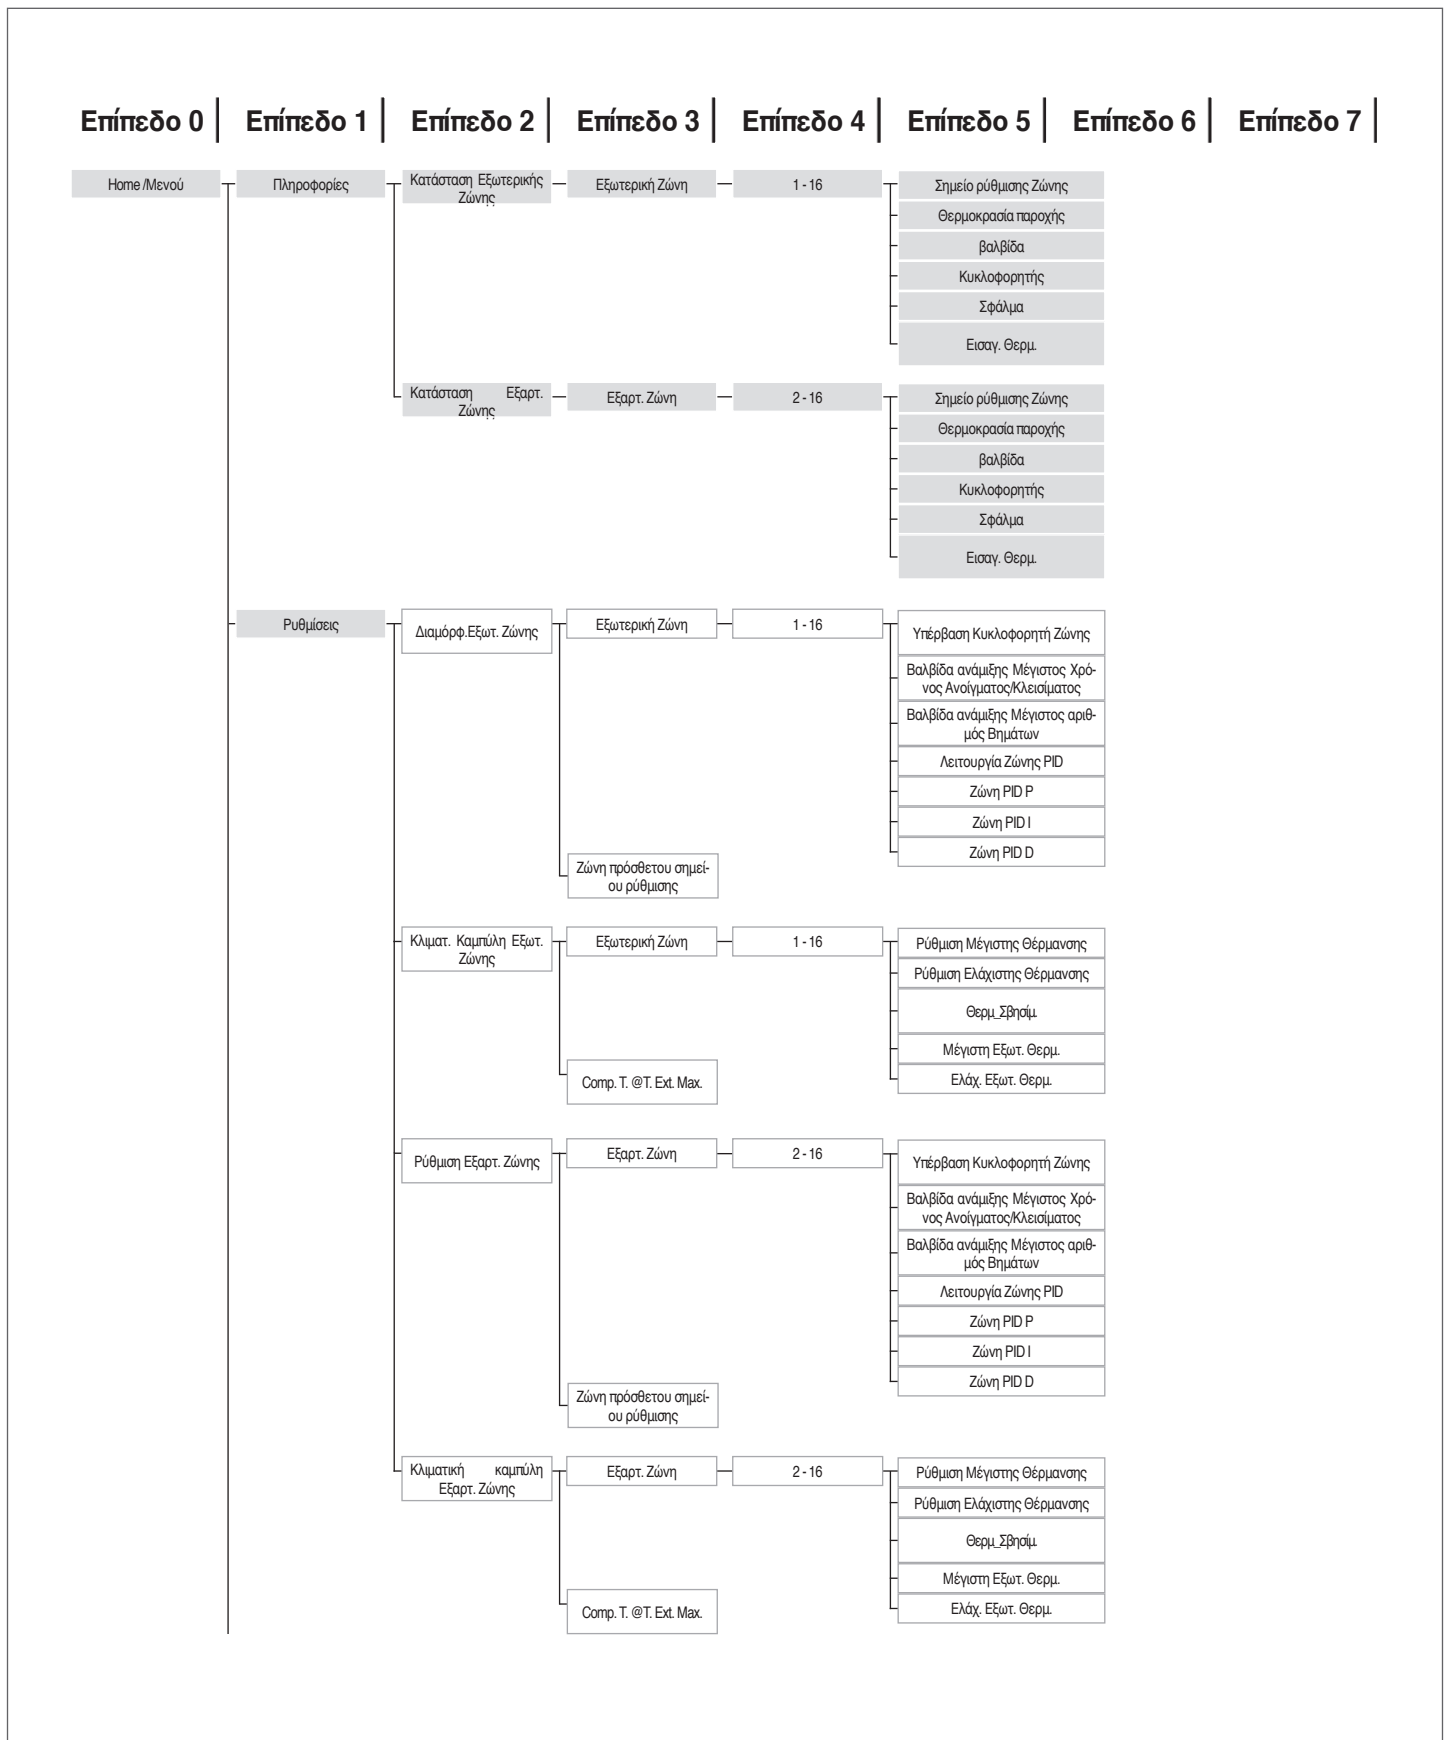 Επίπεδο 0 Επίπεδο 1 Επίπεδο 2 Επίπεδο 3 Επίπεδο 4 Επίπεδο 5 Επίπεδο 6 Επίπεδο 7
Home /Μενού
Πληροφορίες
Κατάσταση Εξωτερικής
Ζώνης
Εξωτερική Ζώνη
1 - 16
Σημείο ρύθμισης Ζώνης
Θερμοκρασία παροχής
βαλβίδα
Κυκλοφορητής
Σφάλμα
Εισαγ. Θερμ.
Κατάσταση Εξαρτ.
Ζώνης
Εξαρτ. Ζώνη
2 - 16
Σημείο ρύθμισης Ζώνης
Θερμοκρασία παροχής
βαλβίδα
Κυκλοφορητής
Σφάλμα
Εισαγ. Θερμ.
Ρυθμίσεις
Διαμόρφ.Εξωτ. Ζώνης
Εξωτερική Ζώνη
1 - 16
Υπέρβαση Κυκλοφορητή Ζώνης
Βαλβίδα ανάμιξης Μέγιστος Χρό-
νος Ανοίγματος/Κλεισίματος
Βαλβίδα ανάμιξης Μέγιστος αριθ-
μός Βημάτων
Λειτουργία Ζώνης PID
Ζώνη PID P
Ζώνη PID I
Ζώνη PID D
Ζώνη πρόσθετου σημεί-
ου ρύθμισης
Κλιματ. Καμπύλη Εξωτ.
Ζώνης
Εξωτερική Ζώνη
1 - 16
Ρύθμιση Μέγιστης Θέρμανσης
Ρύθμιση Ελάχιστης Θέρμανσης
Θερμ_Σβησίμ.
Μέγιστη Εξωτ. Θερμ.
Ελάχ. Εξωτ. Θερμ.
Comp. T. @T. Ext. Max.
Ρύθμιση Εξαρτ. Ζώνης
Εξαρτ. Ζώνη
2 - 16
Υπέρβαση Κυκλοφορητή Ζώνης
Βαλβίδα ανάμιξης Μέγιστος Χρό-
νος Ανοίγματος/Κλεισίματος
Βαλβίδα ανάμιξης Μέγιστος αριθ-
μός Βημάτων
Λειτουργία Ζώνης PID
Ζώνη PID P
Ζώνη PID I
Ζώνη PID D
Ζώνη πρόσθετου σημεί-
ου ρύθμισης
Κλιματική καμπύλη
Εξαρτ. Ζώνης
Εξαρτ. Ζώνη
2 - 16
Ρύθμιση Μέγιστης Θέρμανσης
Ρύθμιση Ελάχιστης Θέρμανσης
Θερμ_Σβησίμ.
Μέγιστη Εξωτ. Θερμ.
Ελάχ. Εξωτ. Θερμ.
Comp. T. @T. Ext. Max.